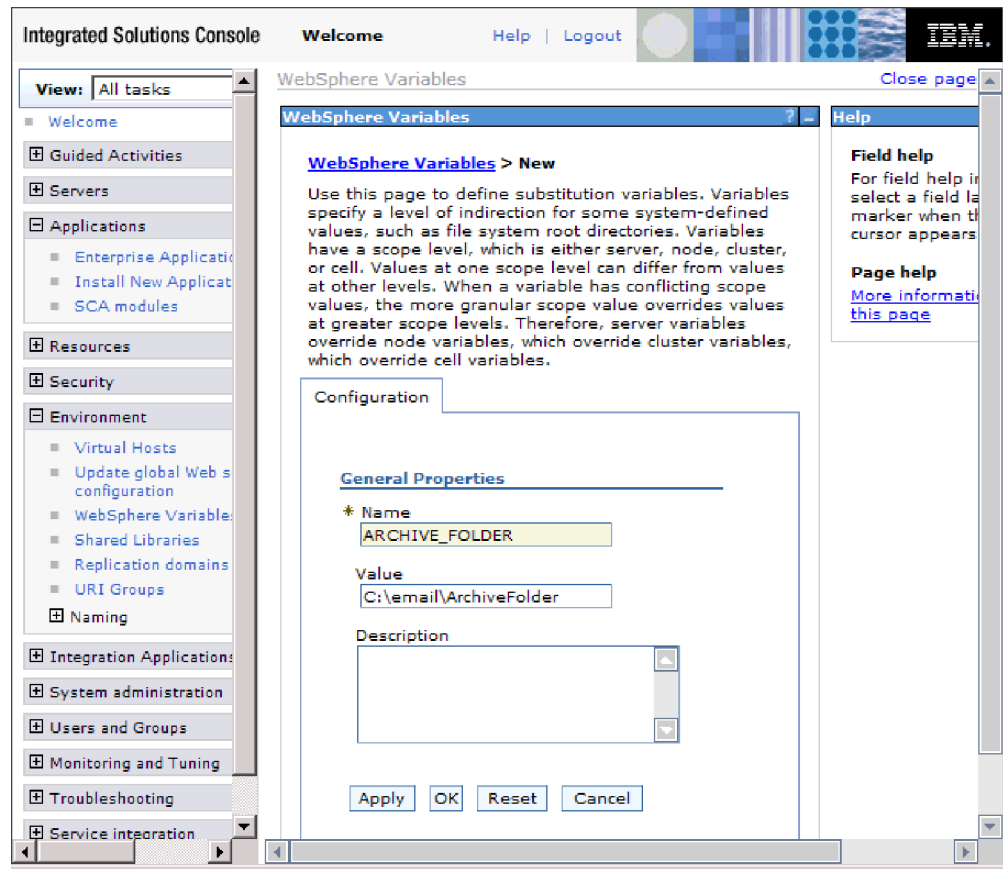 Integrated Solutions Console Welcome Help | Logout IBM.
View: All tasks
Welcome
Guided Activities
Servers
Applications
Enterprise Applicatio
Install New Applicat
SCA modules
Resources
Security
Environment
Virtual Hosts
Update global Web s
configuration
WebSphere Variable
Shared Libraries
Replication domains
URI Groups
Naming
Integration Applications
System administration
Users and Groups
Monitoring and Tuning
Troubleshooting
Service integration
WebSphere Variables Close page
WebSphere Variables ? -
WebSphere Variables > New
Use this page to define substitution variables. Variables
specify a level of indirection for some system-defined
values, such as file system root directories. Variables
have a scope level, which is either server, node, cluster,
or cell. Values at one scope level can differ from values
at other levels. When a variable has conflicting scope
values, the more granular scope value overrides values
at greater scope levels. Therefore, server variables
override node variables, which override cluster variables,
which override cell variables.
Configuration
General Properties
* Name
ARCHIVE_FOLDER
Value
C:\email\ArchiveFolder
Description
Apply OK Reset Cancel
Help
Field help
For field help in
select a field la
marker when th
cursor appears
Page help
More informati
this page